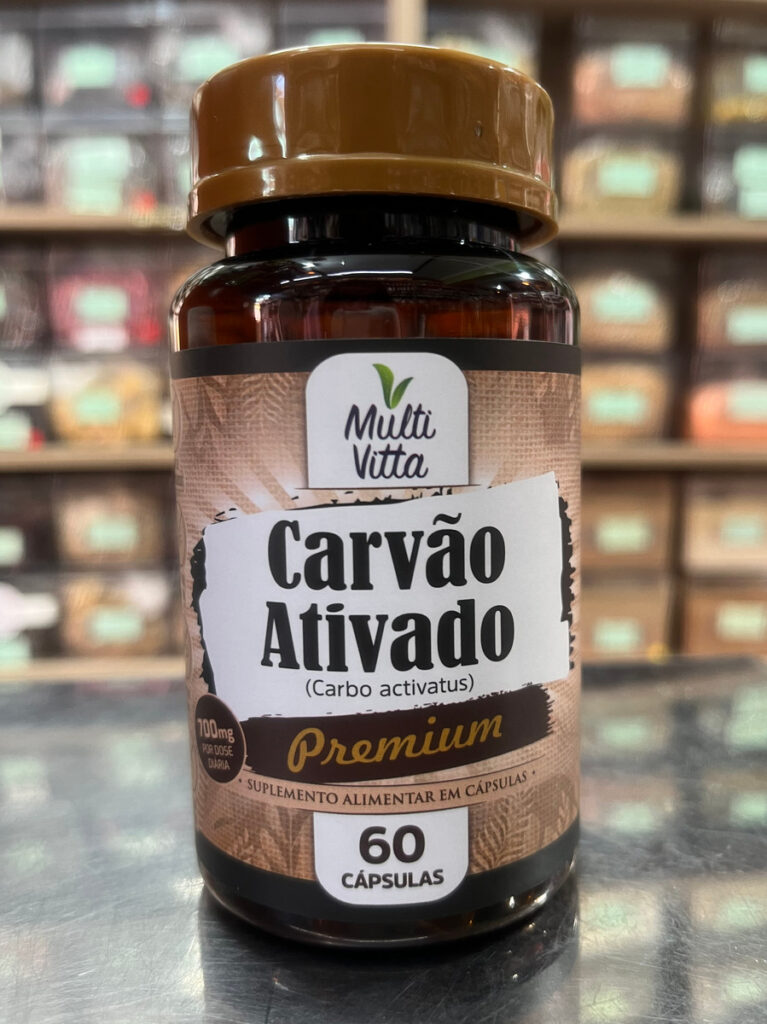 Multi
Vitta
Carvão
Ativado
(Carbo activatus)
Premium
700mg
POR DOSE
DIÁRIA
• SUPLEMENTO ALIMENTAR EM CÁPSULAS •
60
CÁPSULAS